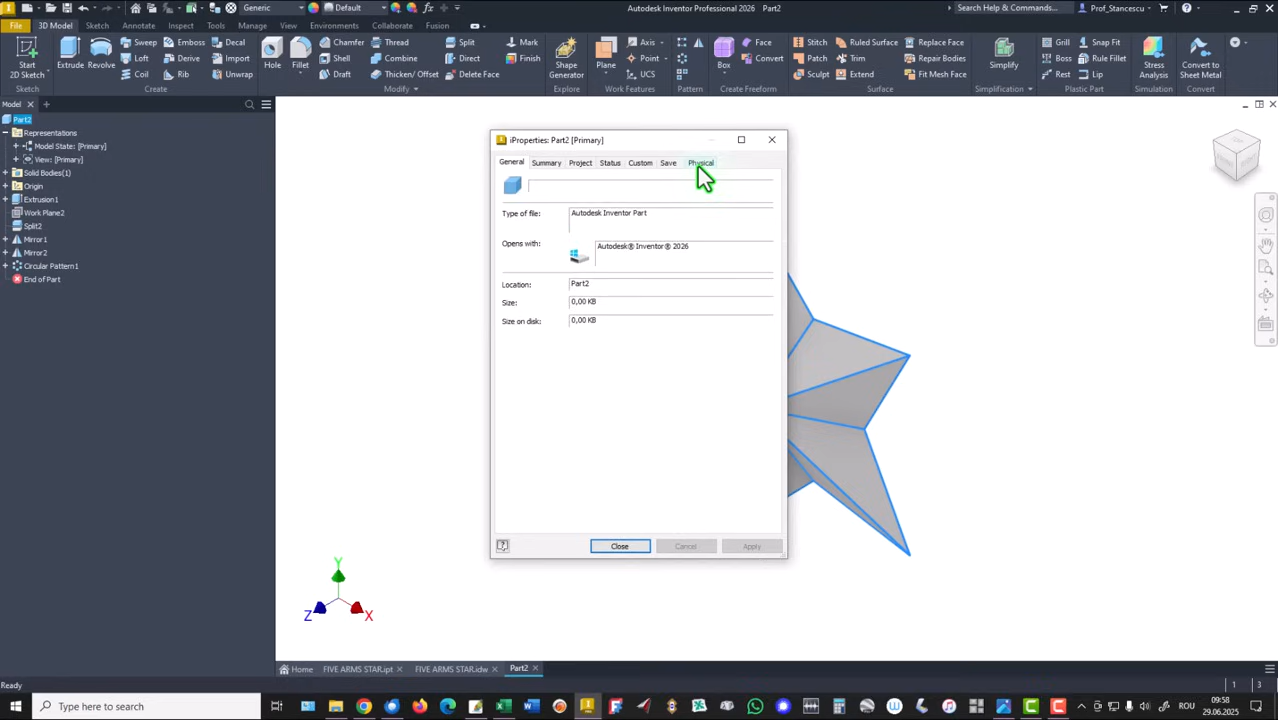 Generic
Default
Autodesk Inventor Professional 2026 Part2
Search Help & Commands...
Prof_Stancescu
File 3D Model Sketch Annotate Inspect Tools Manage View Environments Get Started Collaborate Fusion
Start
2D Sketch
Extrude
Revolve
Sweep
Loft
Coil
Emboss
Derive
Rib
Decal
Import
Unwrap
Hole
Fillet
Chamfer
Shell
Draft
Thread
Combine
Thicken/ Offset
Split
Direct
Delete Face
Mark
Finish
Shape
Generator
Plane
Axis
Point
UCS
Box
Face
Convert
Stitch
Patch
Sculpt
Ruled Surface
Trim
Extend
Replace Face
Repair Bodies
Fit Mesh Face
Simplify
Grill
Boss
Rest
Snap Fit
Rule Fillet
Lip
Stress
Analysis
Convert to
Sheet Metal
Sketch Create Modify Explore Work Features Pattern Create Freeform Surface Simplification Plastic Part Simulation Convert
Model
Part2
Representations
Model State: [Primary]
View: [Primary]
Solid Bodies(1)
Origin
Extrusion1
Work Plane2
Split2
Mirror1
Mirror2
Circular Pattern1
End of Part
iProperties: Part2 [Primary]
General Summary Project Status Custom Save Physical
Type of file: Autodesk Inventor Part
Opens with: Autodesk® Inventor® 2026
Location: Part2
Size: 0,00 KB
Size on disk: 0,00 KB
Close Cancel Apply
Y
Z
X
Home FIVE ARMS STAR.ipt FIVE ARMS STAR.idw Part2
Ready
1 3
Type here to search
ROU
09:58
29.06.2025